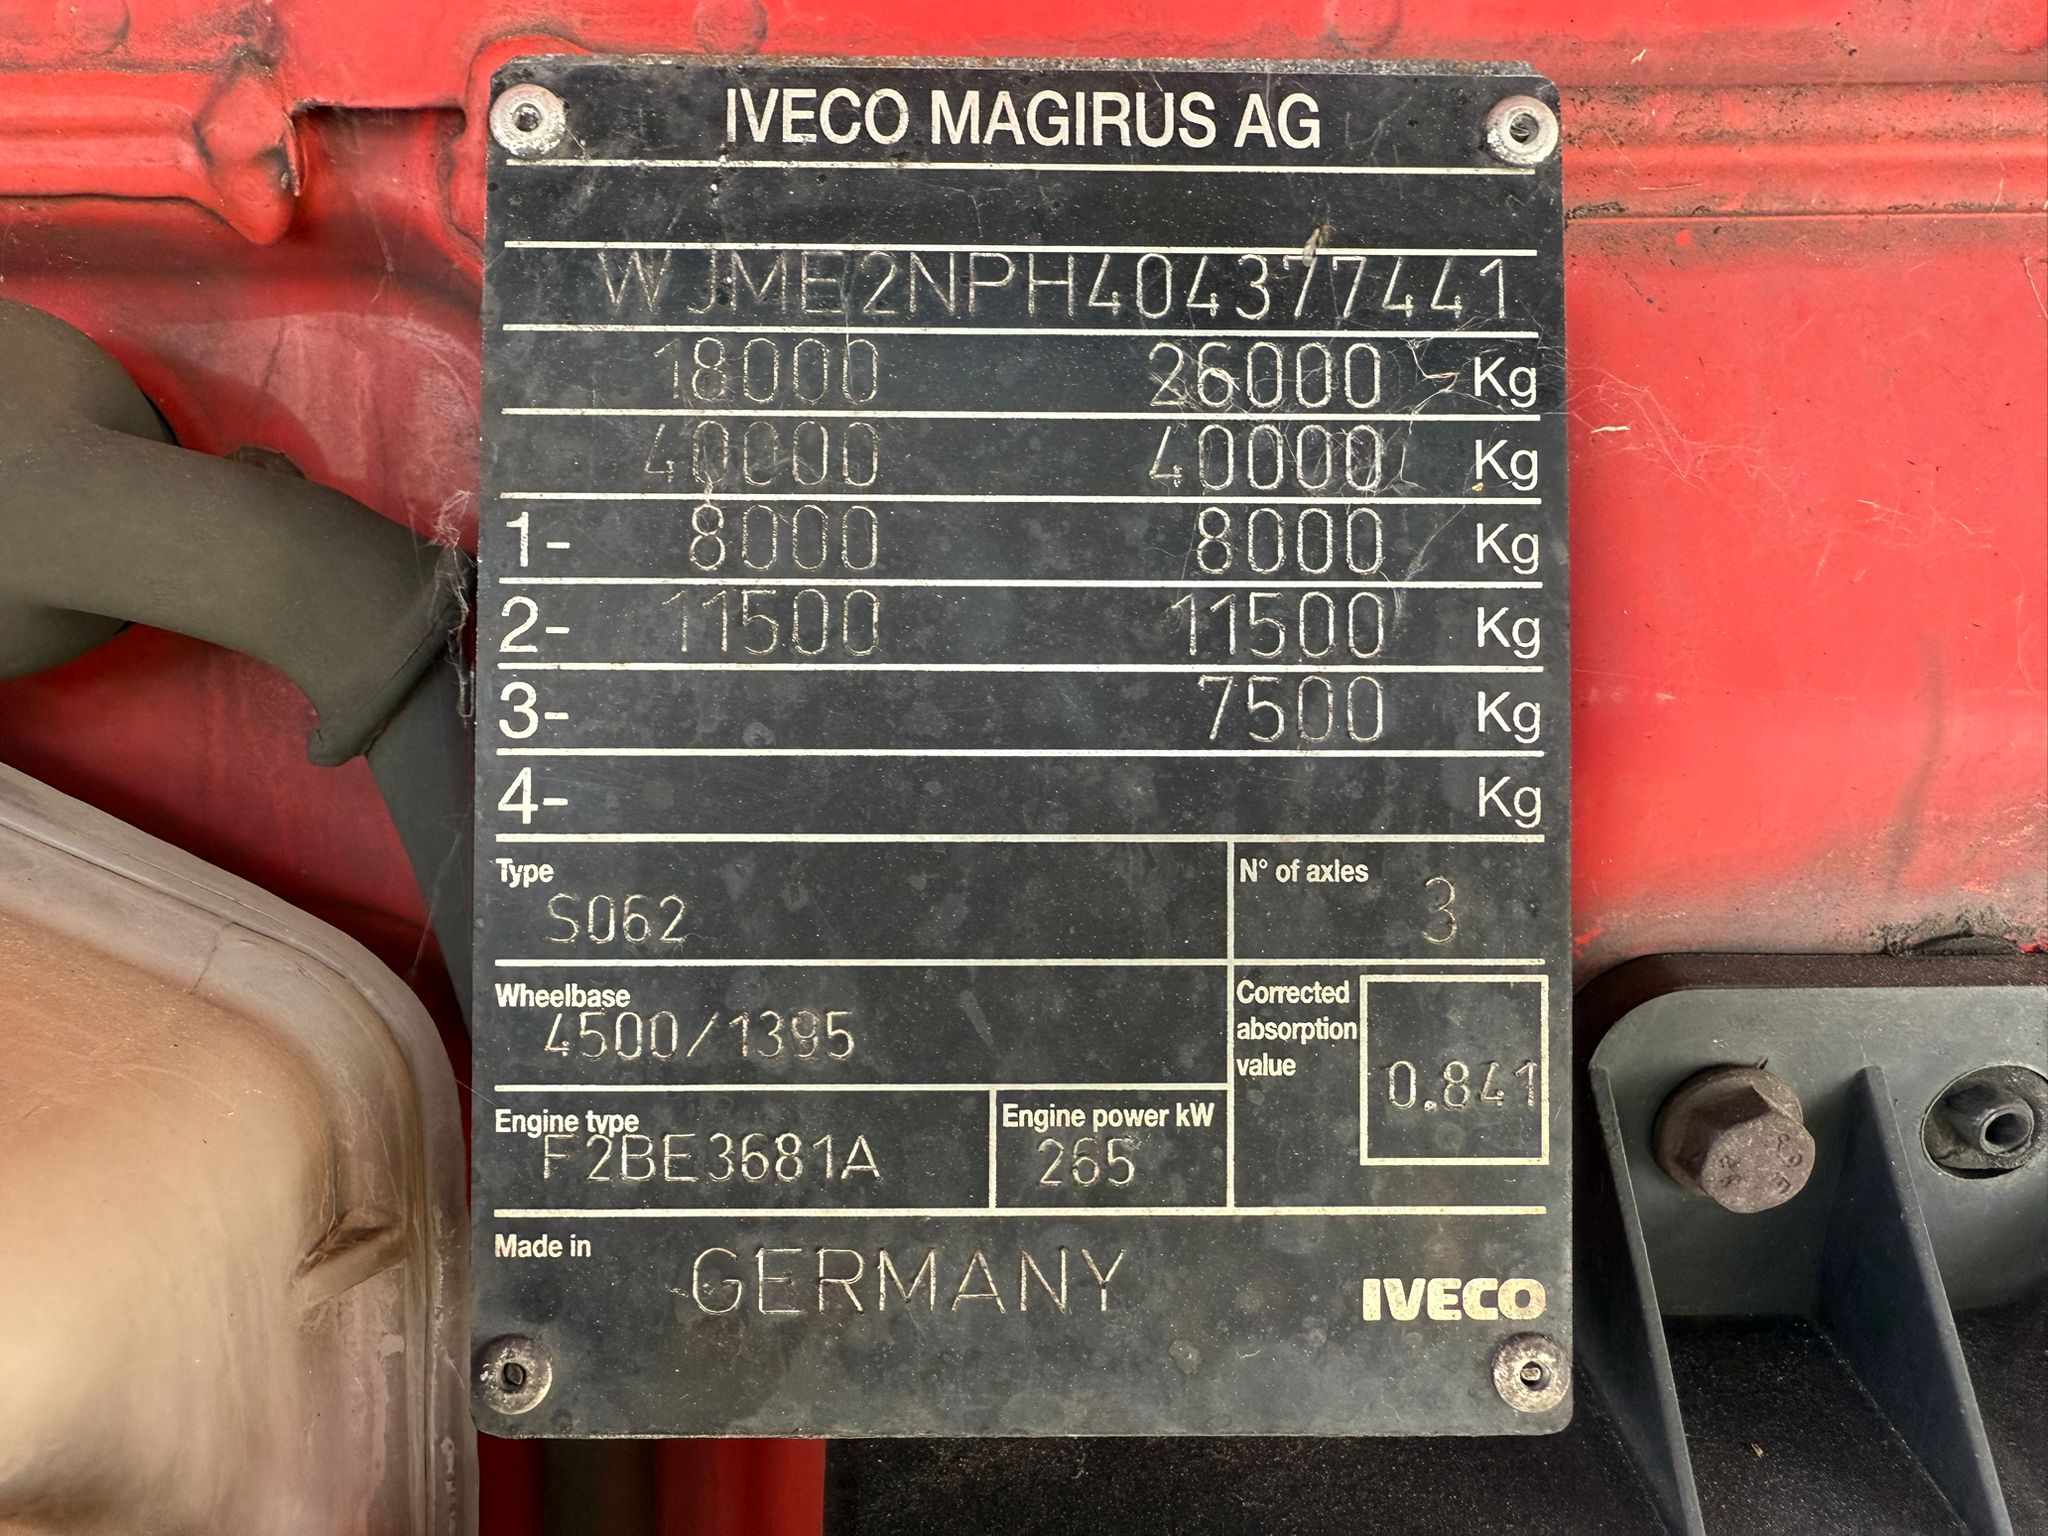 IVECO MAGIRUS AG
WJME2NPH404377441
18000 26000 Kg
40000 40000 Kg
1- 8000 8000 Kg
2- 11500 11500 Kg
3- 7500 Kg
4- Kg
Type N° of axles
S062 3
Wheelbase Corrected absorption value
4500/1395 0.841
Engine type Engine power kW
F2BE3681A 265
Made in GERMANY
IVECO